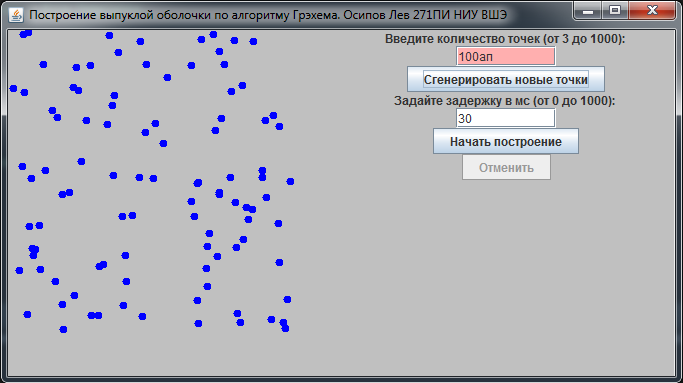 Построение выпуклой оболочки по алгоритму Грэхема. Осипов Лев 271ПИ НИУ ВШЭ
Введите количество точек (от 3 до 1000):
100ап
Сгенерировать новые точки
Задайте задержку в мс (от 0 до 1000):
30
Начать построение
Отменить